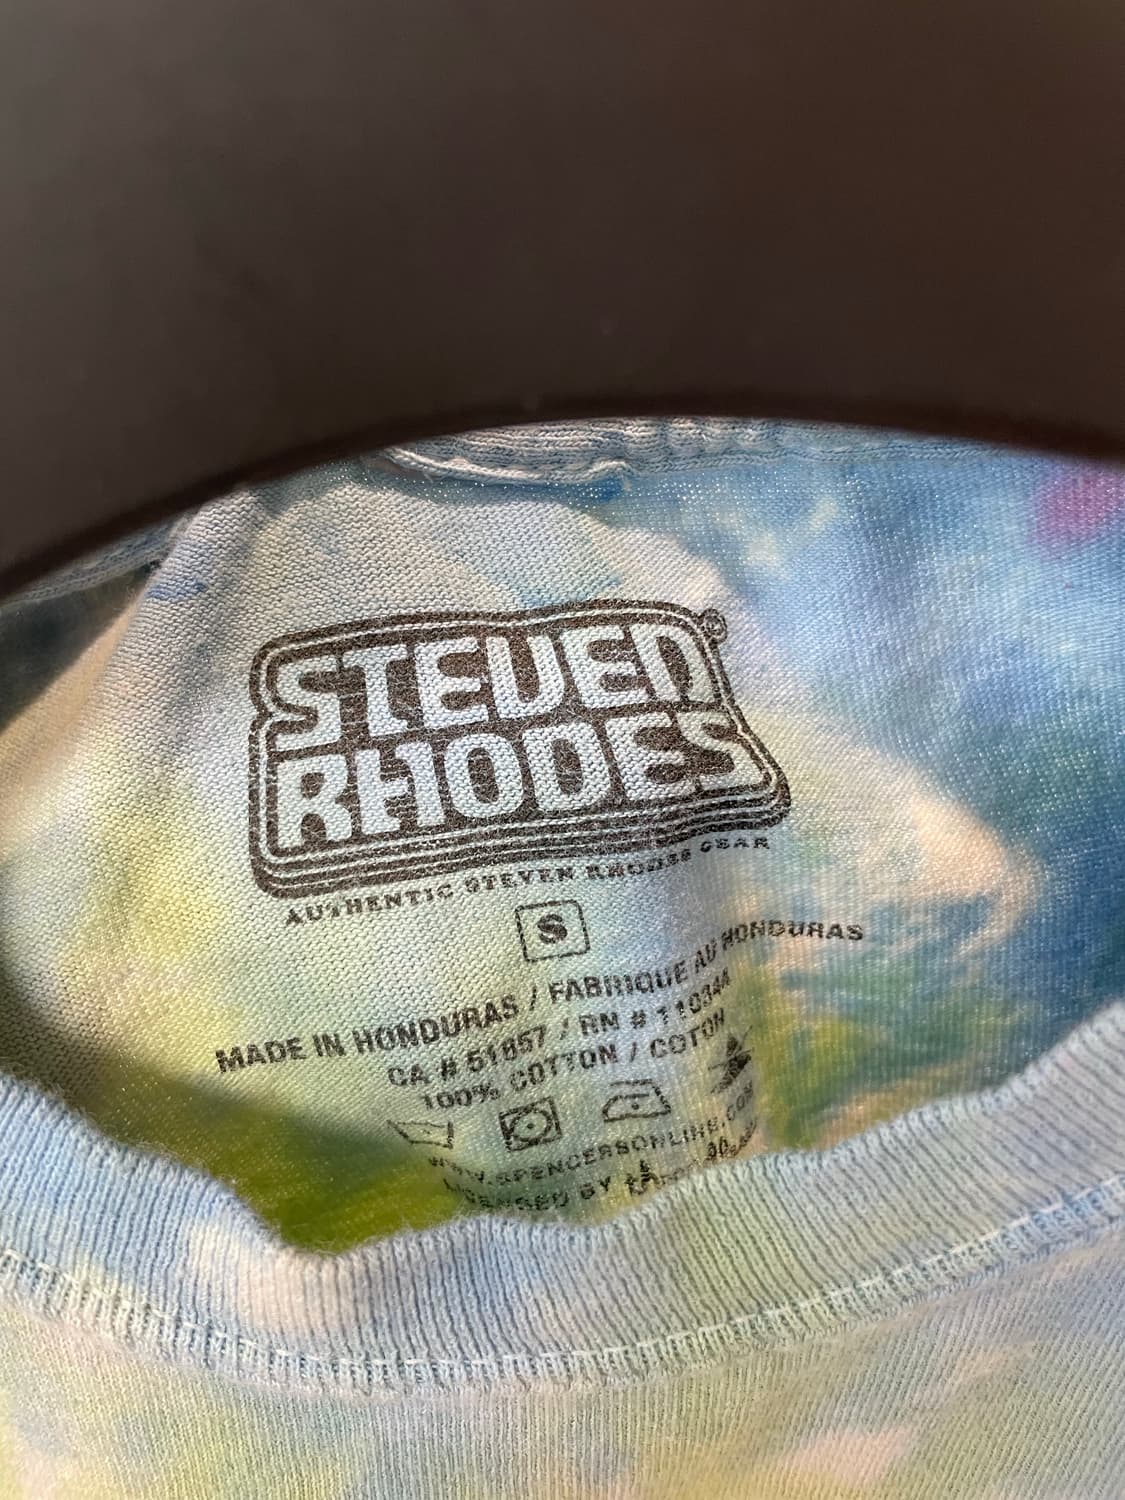 STEVEN
RHODES
®
AUTHENTIC STEVEN RHODES GEAR
S
MADE IN HONDURAS / FABRIQUE AU HONDURAS
CA # 51857 / RN # 110344
100% COTTON / COTON
WWW.SPENCERSONLINE.COM
LICENSED BY